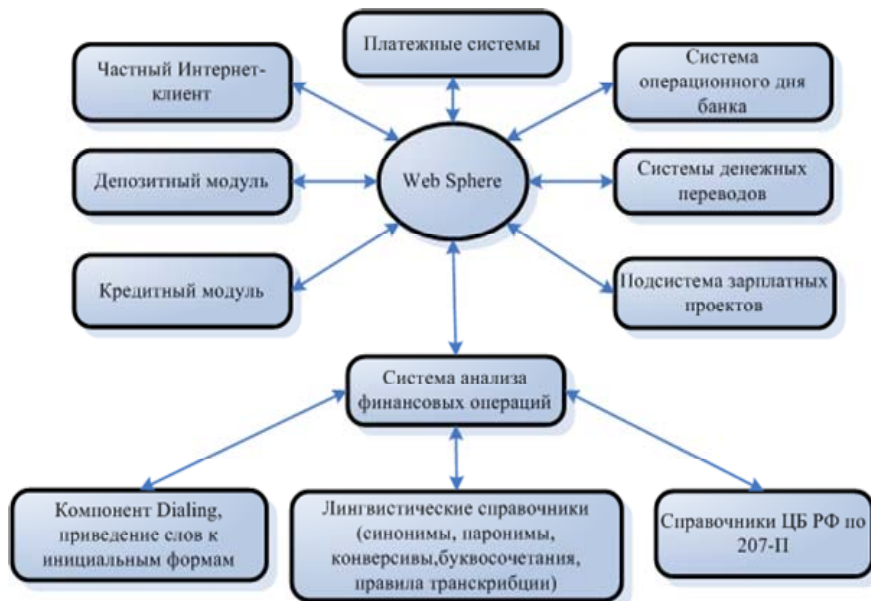 Платежные системы
Частный Интернет-
клиент
Система
операционного дня
банка
Депозитный модуль
Web Sphere
Системы денежных
переводов
Кредитный модуль
Подсистема зарплатных
проектов
Система анализа
финансовых операций
Компонент Dialing,
приведение слов к
инициальным формам
Лингвистические справочники
(синонимы, паронимы,
конверсивы,буквосочетания,
правила транскрибции)
Справочники ЦБ РФ по
207-П